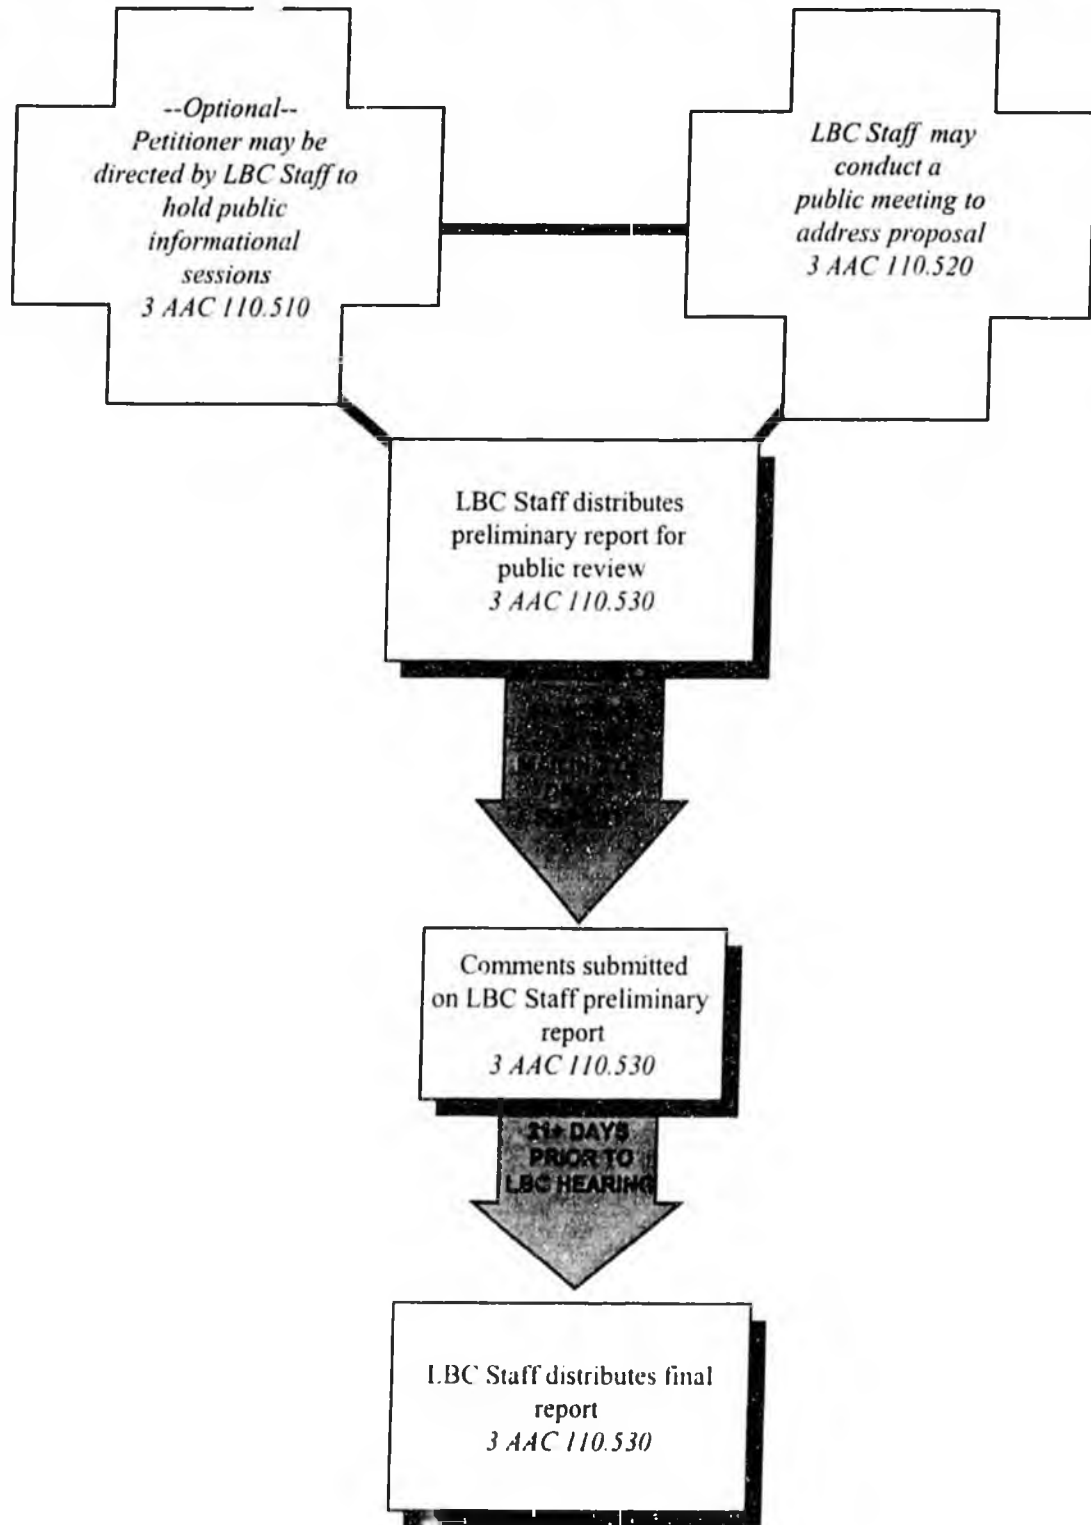 --Optional--
Petitioner may be
directed by LBC Staff to
hold public
informational
sessions
3 AAC 110.510
LBC Staff may
conduct a
public meeting to
address proposal
3 AAC 110.520
LBC Staff distributes
preliminary report for
public review
3 AAC 110.530
Comments submitted
on LBC Staff preliminary
report
3 AAC 110.530
21+ DAYS
PRIOR TO
LBC HEARING
LBC Staff distributes final
report
3 AAC 110.530